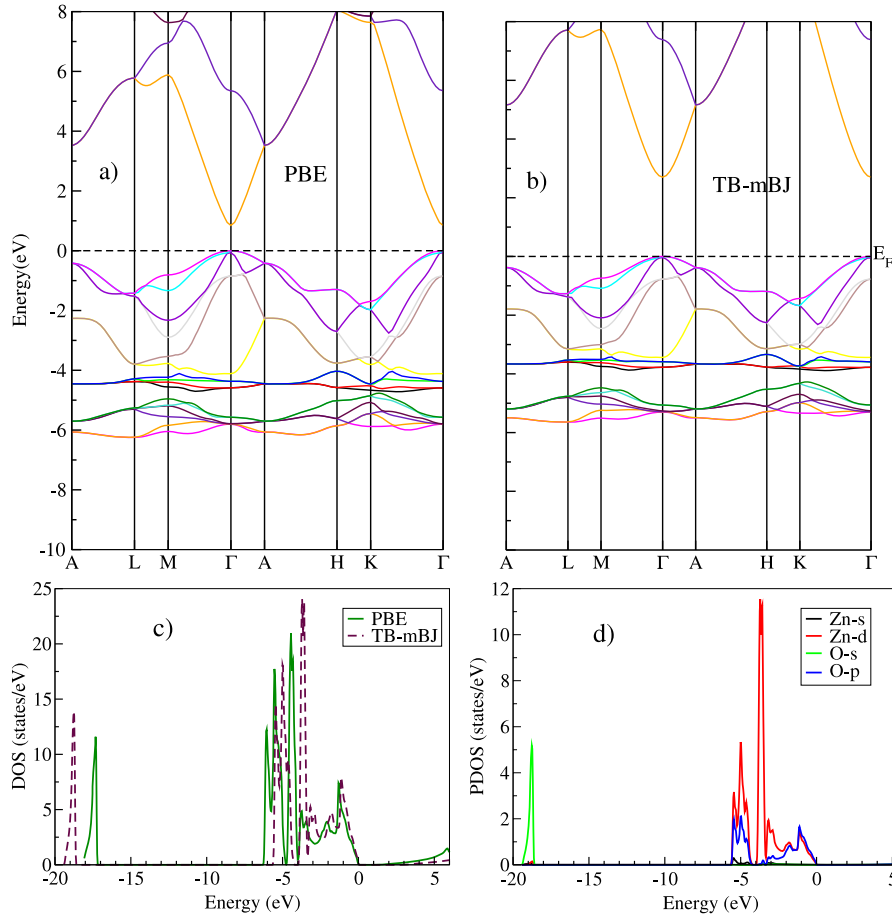 8
6
4
2
0
-2
-4
-6
-8
-10
Energy(eV)
a)
PBE
b)
TB-mBJ
E_F
A L M Γ A H K Γ
A L M Γ A H K Γ
25
20
15
10
5
0
DOS (states/eV)
c)
PBE
TB-mBJ
-20 -15 -10 -5 0 5
Energy (eV)
12
10
8
6
4
2
0
PDOS (states/eV)
d)
Zn-s
Zn-d
O-s
O-p
-20 -15 -10 -5 0 5
Energy (eV)